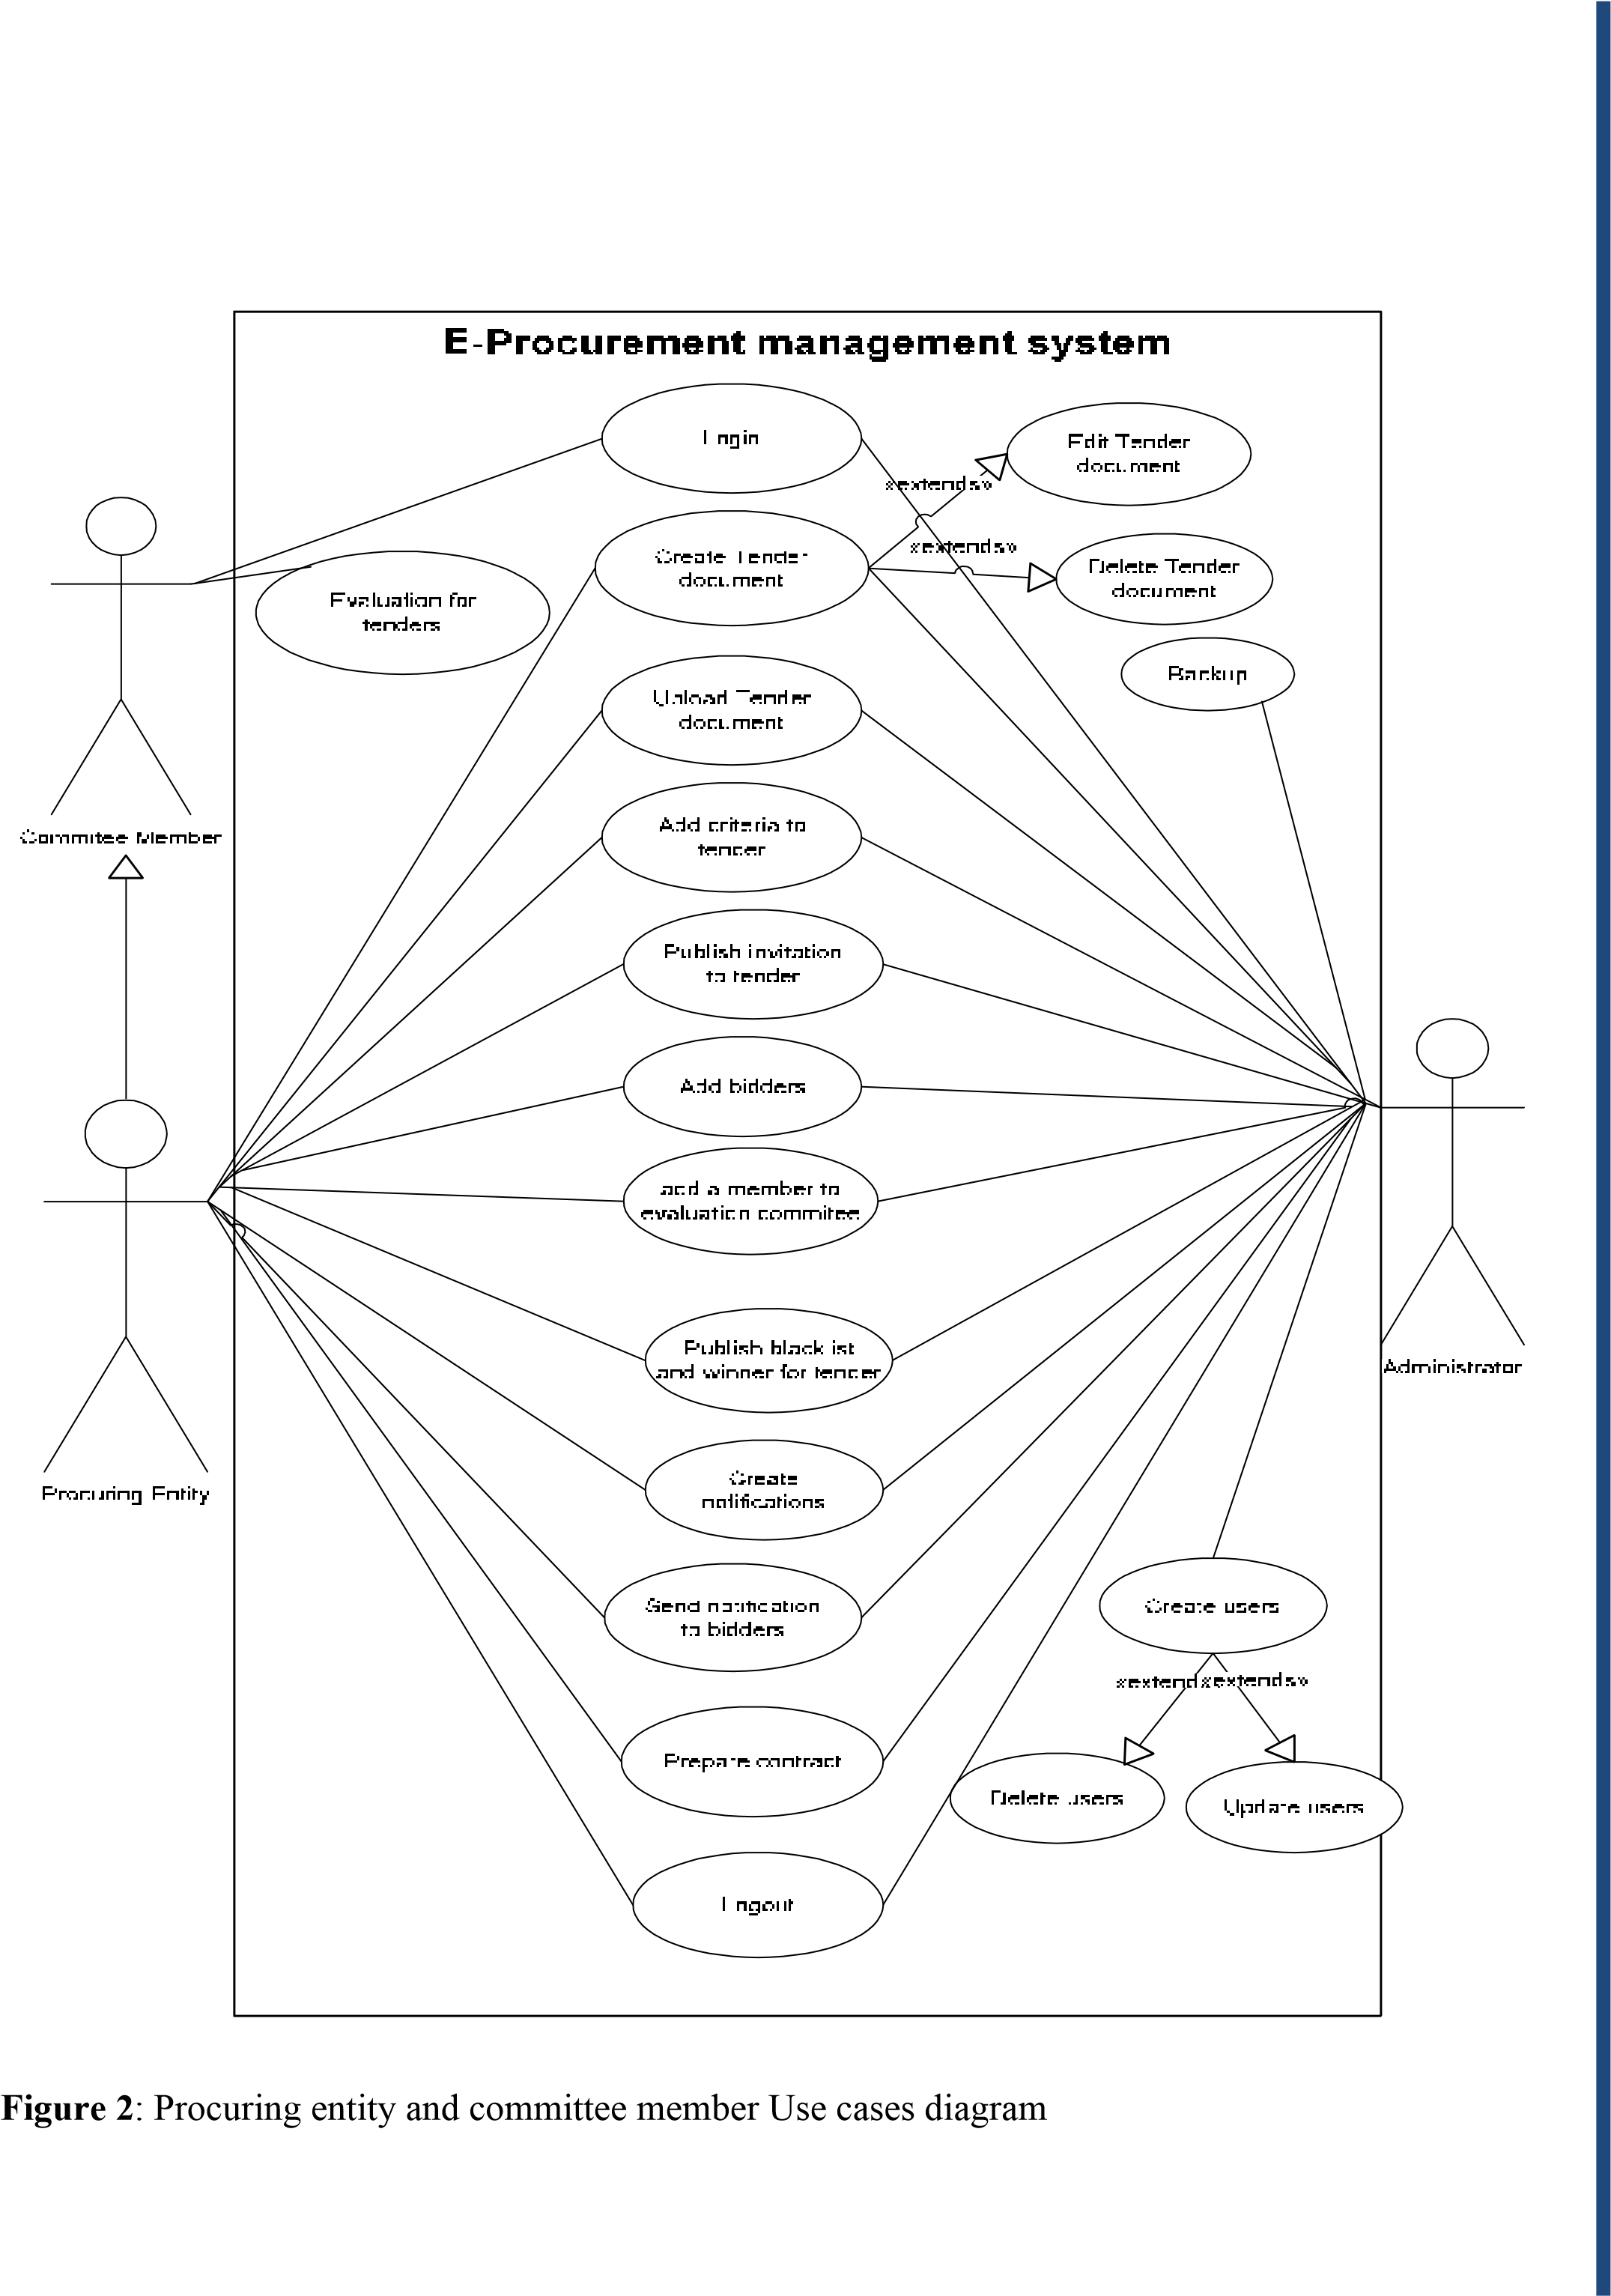 E-Procurement management system
Login
Edit Tender
document
«extends»
Create Tender
document
«extends»
Delete Tender
document
Evaluation for
tenders
Backup
Upload Tender
document
Add criteria to
tender
Commitee Member
Publish invitation
to tender
Add bidders
add a member to
evaluation commitee
Publish blacklist
and winner for tender
Administrator
Create
notifications
Procuring Entity
Send notification
to bidders
Create users
«extends»
«extends»
Prepare contract
Delete users
Update users
Logout
Figure 2: Procuring entity and committee member Use cases diagram